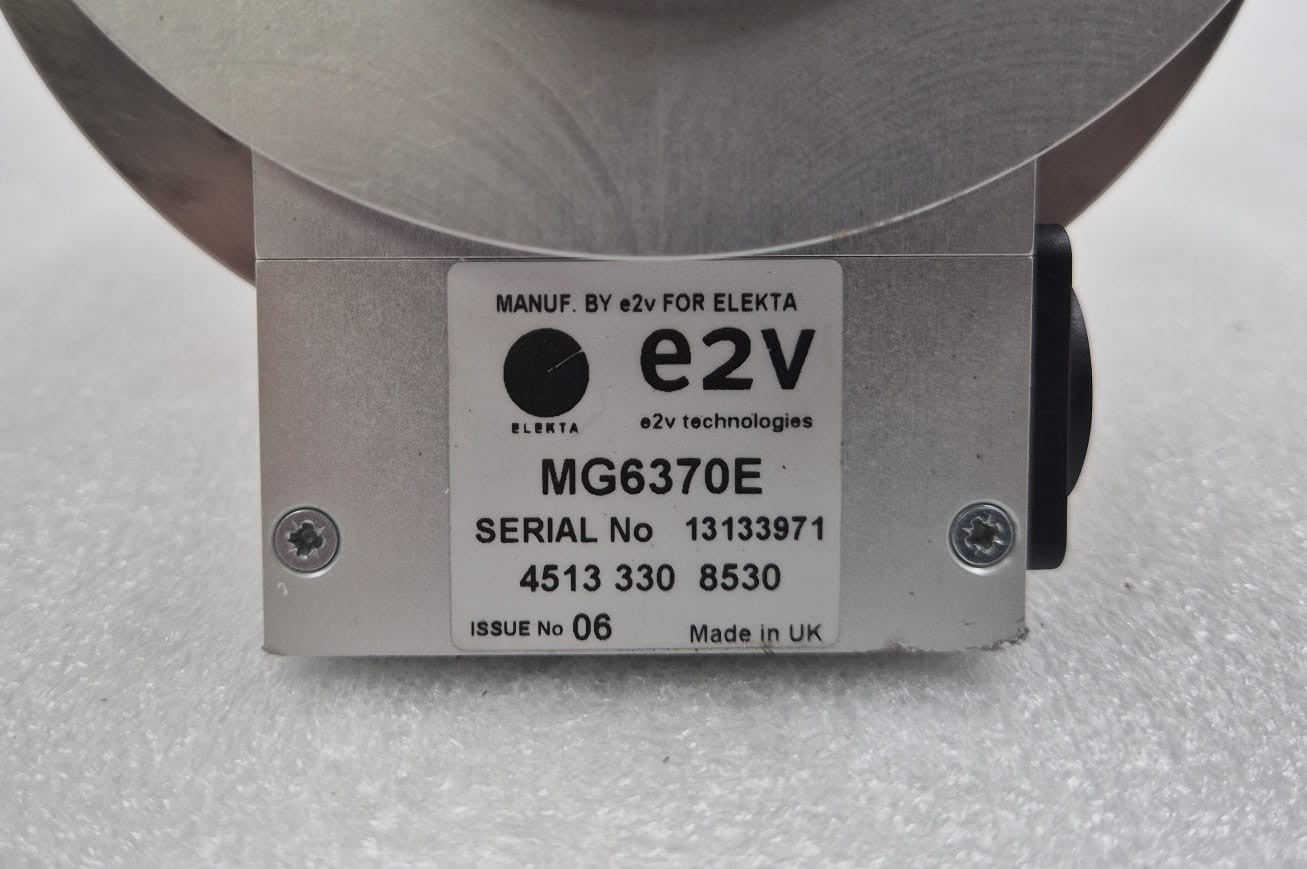 MANUF. BY e2v FOR ELEKTA
e2v
ELEKTA
e2v technologies
MG6370E
SERIAL No 13133971
4513 330 8530
ISSUE No 06
Made in UK